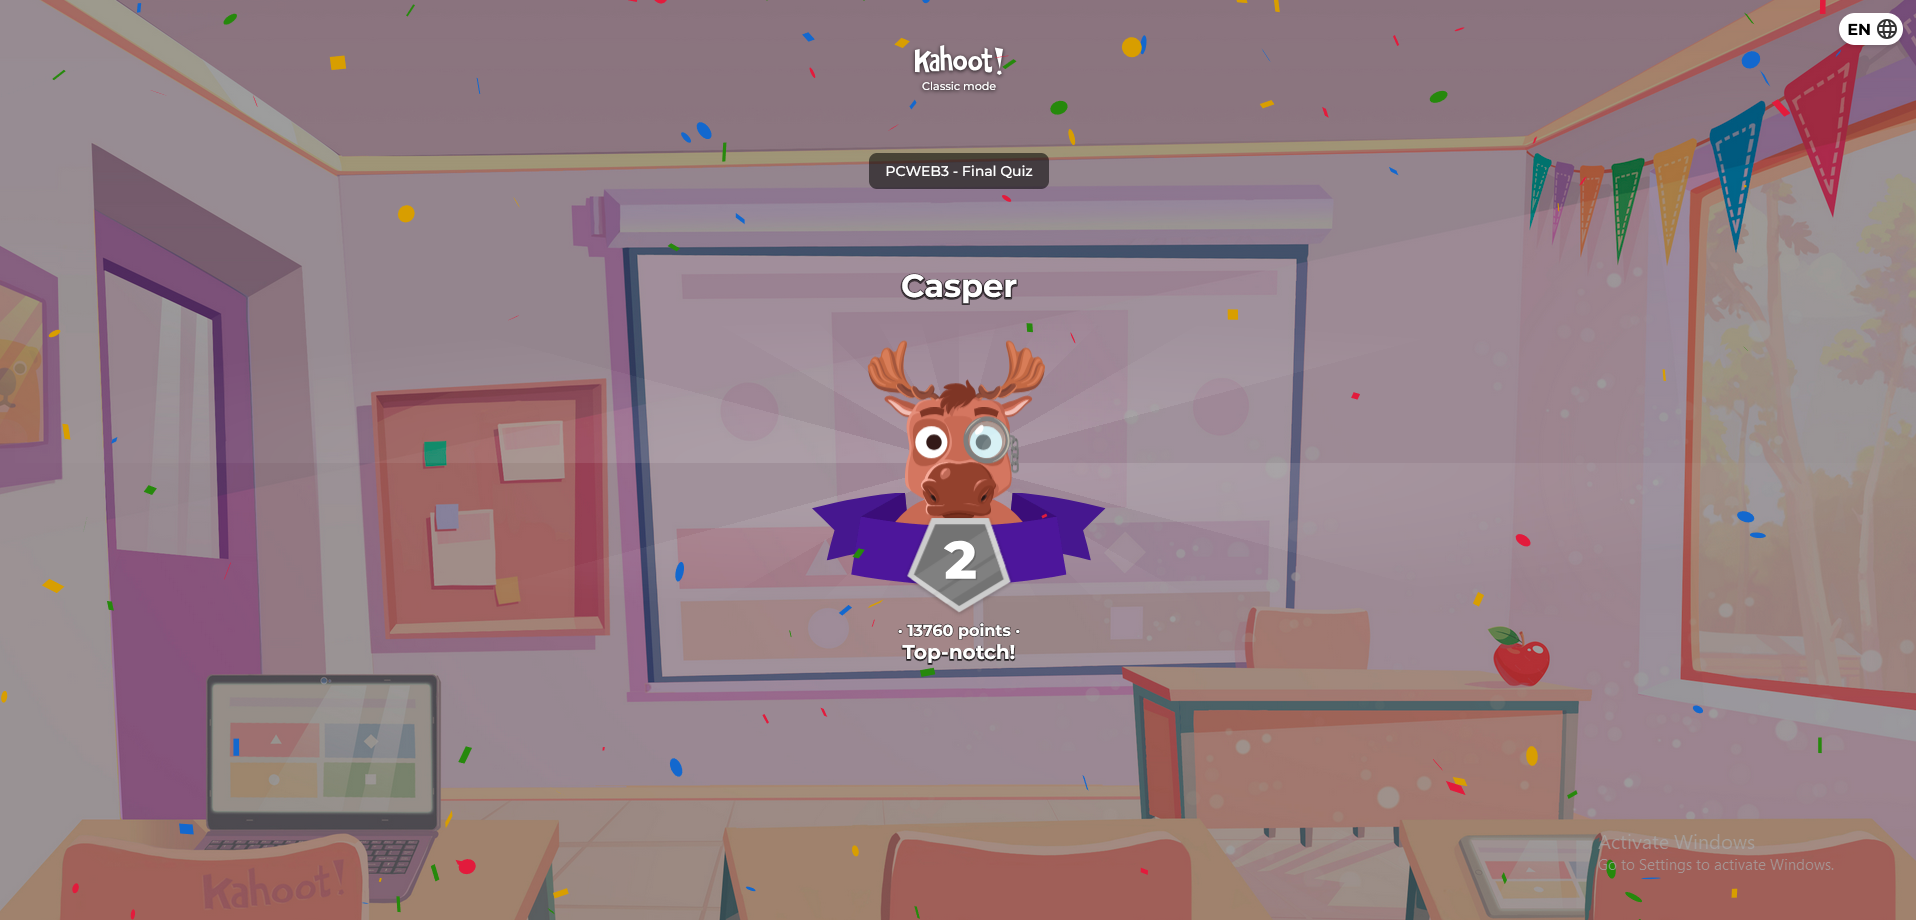 EN
Kahoot!
Classic mode
PCWEB3 - Final Quiz
Casper
2
· 13760 points ·
Top-notch!
Kahoot!
Activate Windows
Go to Settings to activate Windows.